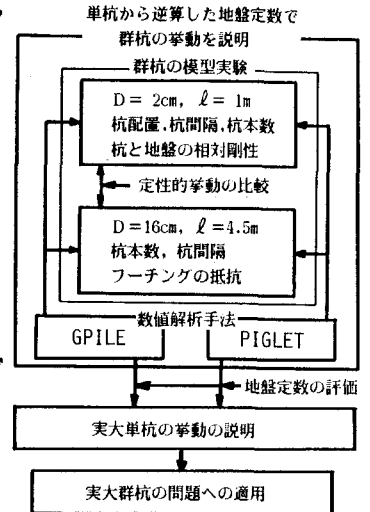 単杭から逆算した地盤定数で
群杭の挙動を説明
群杭の模型実験
D = 2cm, ℓ = 1m
杭配置,杭間隔,杭本数
杭と地盤の相対剛性
定性的挙動の比較
D=16cm, ℓ=4.5m
杭本数, 杭間隔
フーチングの抵抗
数値解析手法
GPILE
PIGLET
地盤定数の評価
実大単杭の挙動の説明
実大群杭の問題への適用